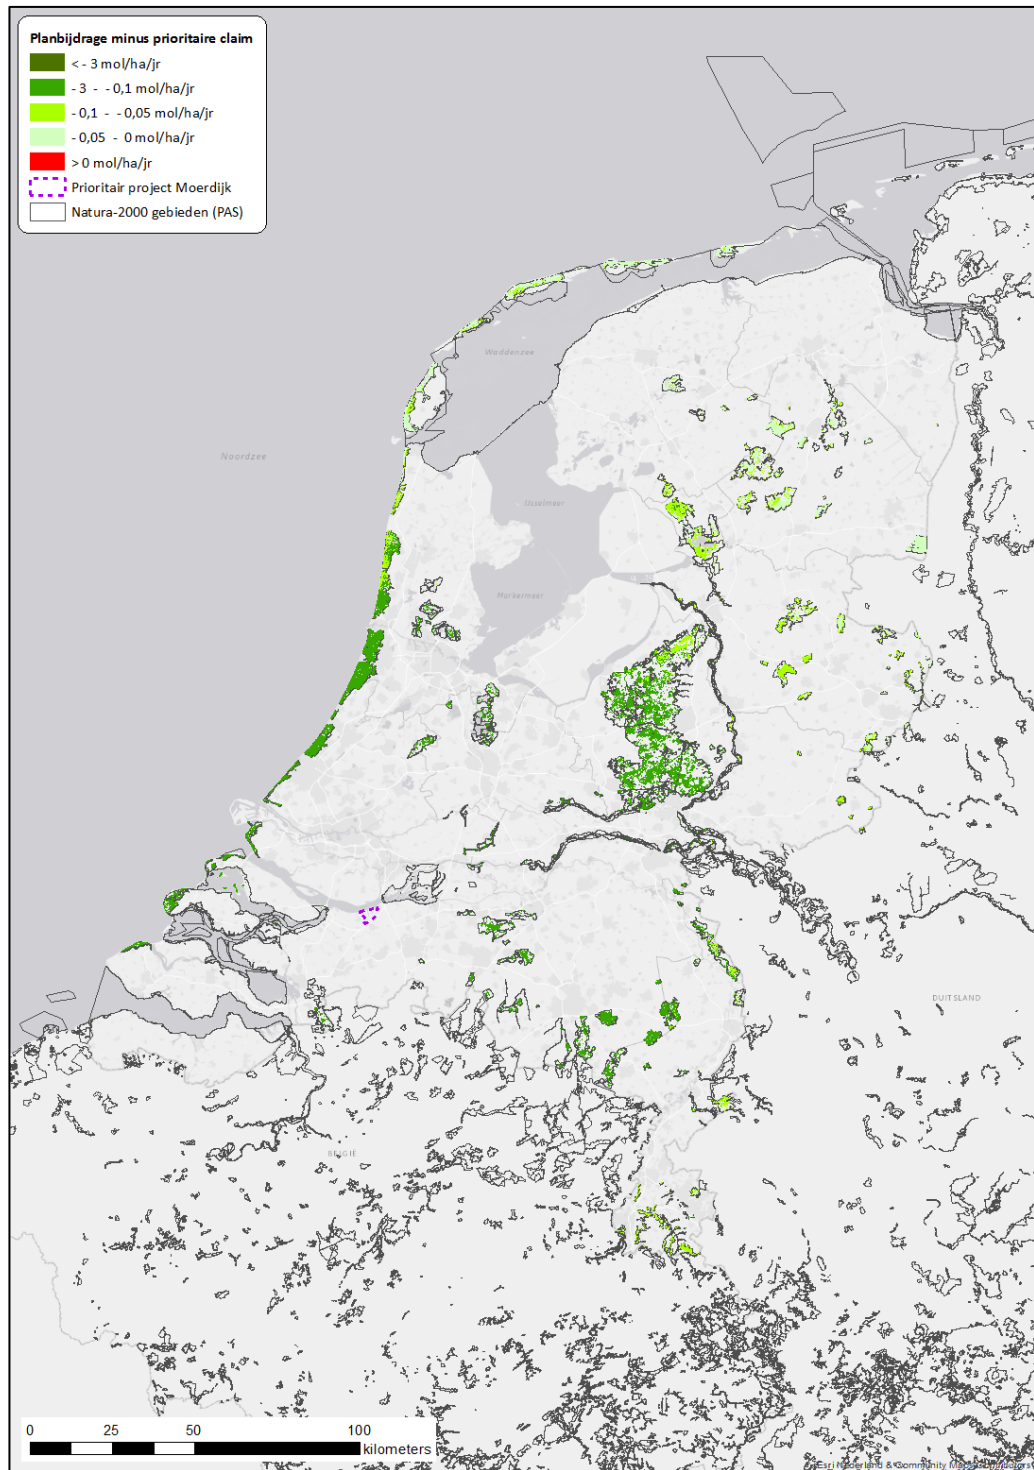 Planbijdrage minus prioritaire claim
< - 3 mol/ha/jr
- 3 - - 0,1 mol/ha/jr
- 0,1 - - 0,05 mol/ha/jr
- 0,05 - 0 mol/ha/jr
> 0 mol/ha/jr
Prioritair project Moerdijk
Natura-2000 gebieden (PAS)
Waddenzee
Noordzee
IJsselmeer
Markermeer
DUITSLAND
BELGIË
0 25 50 100
kilometers
Esri Nederland & Community Maps Contributors